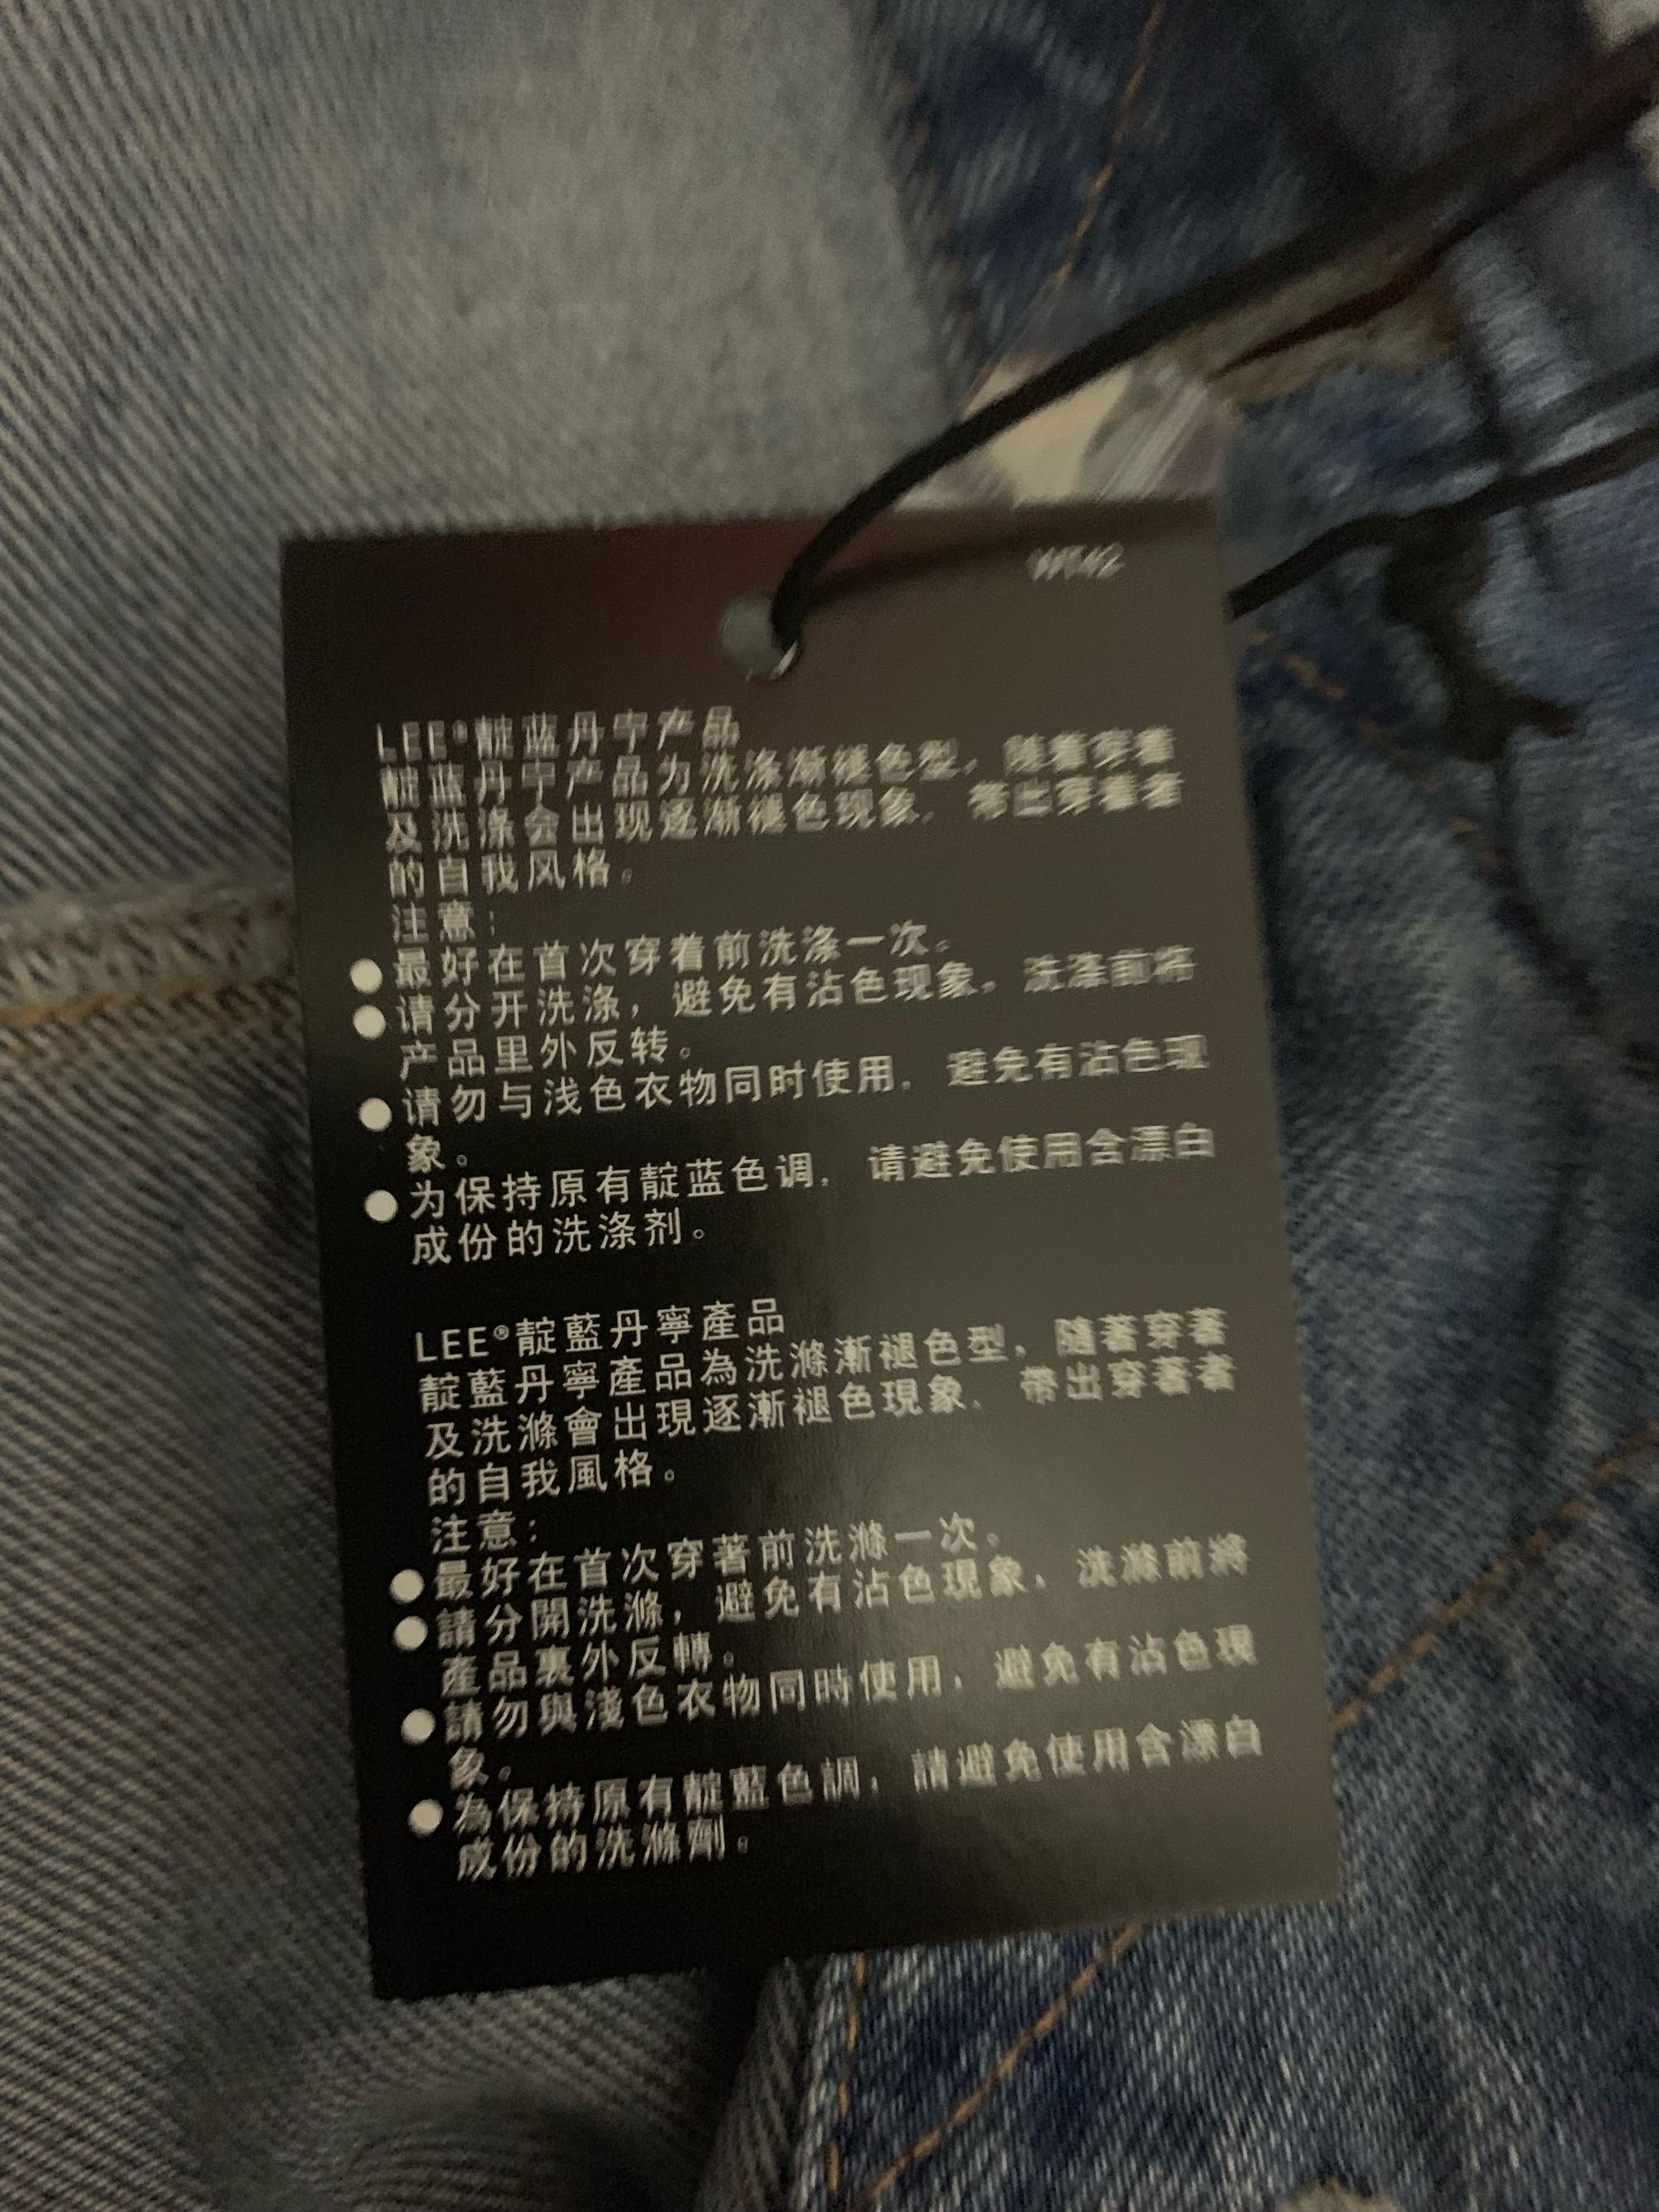 WT42
LEE®靛蓝丹宁产品
靛蓝丹宁产品为洗涤渐褪色型，随着穿着
及洗涤会出现逐渐褪色现象，带出穿着者
的自我风格。
注意：
●最好在首次穿着前洗涤一次。
●请分开洗涤，避免有沾色现象，洗涤前将
产品里外反转。
●请勿与浅色衣物同时使用，避免有沾色现
象。
●为保持原有靛蓝色调，请避免使用含漂白
成份的洗涤剂。
LEE®靛藍丹寧產品
靛藍丹寧產品為洗滌漸褪色型，隨著穿著
及洗滌會出現逐漸褪色現象，帶出穿著者
的自我風格。
注意：
●最好在首次穿著前洗滌一次。
●請分開洗滌，避免有沾色現象，洗滌前將
產品裏外反轉。
●請勿與淺色衣物同時使用，避免有沾色現
象。
●為保持原有靛藍色調，請避免使用含漂白
成份的洗滌劑。